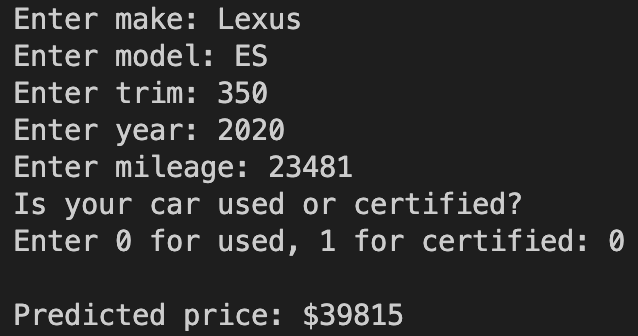 Enter make: Lexus
Enter model: ES
Enter trim: 350
Enter year: 2020
Enter mileage: 23481
Is your car used or certified?
Enter 0 for used, 1 for certified: 0
Predicted price: $39815